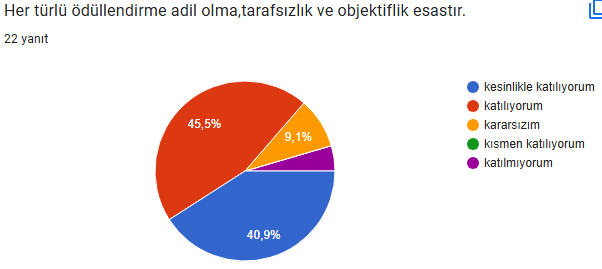 Her türlü ödüllendirme adil olma,tarafsızlık ve objektiflik esastır.
22 yanıt
kesinlikle katılıyorum
katılıyorum
kararsızım
kısmen katılıyorum
katılmıyorum
45,5%
9,1%
40,9%